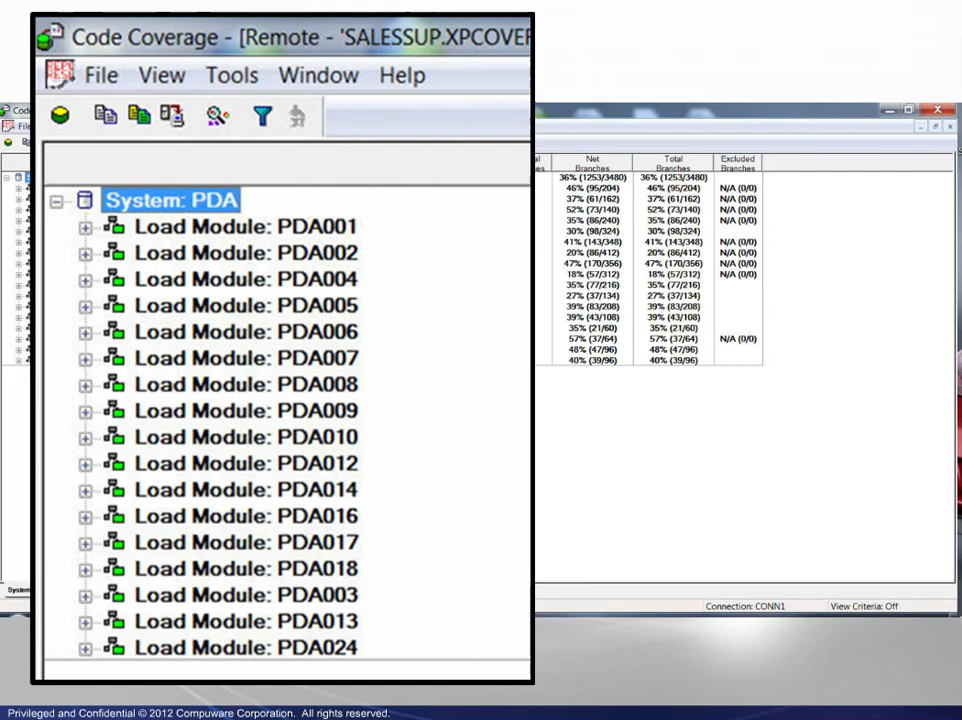 Code Coverage - [Remote - 'SALESSUP.XPCOVER
File View Tools Window Help
System: PDA
Load Module: PDA001
Load Module: PDA002
Load Module: PDA004
Load Module: PDA005
Load Module: PDA006
Load Module: PDA007
Load Module: PDA008
Load Module: PDA009
Load Module: PDA010
Load Module: PDA012
Load Module: PDA014
Load Module: PDA016
Load Module: PDA017
Load Module: PDA018
Load Module: PDA003
Load Module: PDA013
Load Module: PDA024
Net Branches Total Branches Excluded Branches
36% (1253/3480) 36% (1253/3480)
46% (95/204) 46% (95/204) N/A (0/0)
37% (61/162) 37% (61/162) N/A (0/0)
52% (73/140) 52% (73/140) N/A (0/0)
35% (86/240) 35% (86/240) N/A (0/0)
30% (98/324) 30% (98/324)
41% (143/348) 41% (143/348) N/A (0/0)
20% (86/412) 20% (86/412) N/A (0/0)
47% (170/356) 47% (170/356) N/A (0/0)
18% (57/312) 18% (57/312) N/A (0/0)
35% (77/216) 35% (77/216)
27% (37/134) 27% (37/134)
39% (83/208) 39% (83/208)
39% (43/108) 39% (43/108)
35% (21/60) 35% (21/60)
57% (37/64) 57% (37/64) N/A (0/0)
48% (47/96) 48% (47/96)
40% (39/96) 40% (39/96)
System
Connection: CONN1 View Criteria: Off
Privileged and Confidential © 2012 Compuware Corporation. All rights reserved.